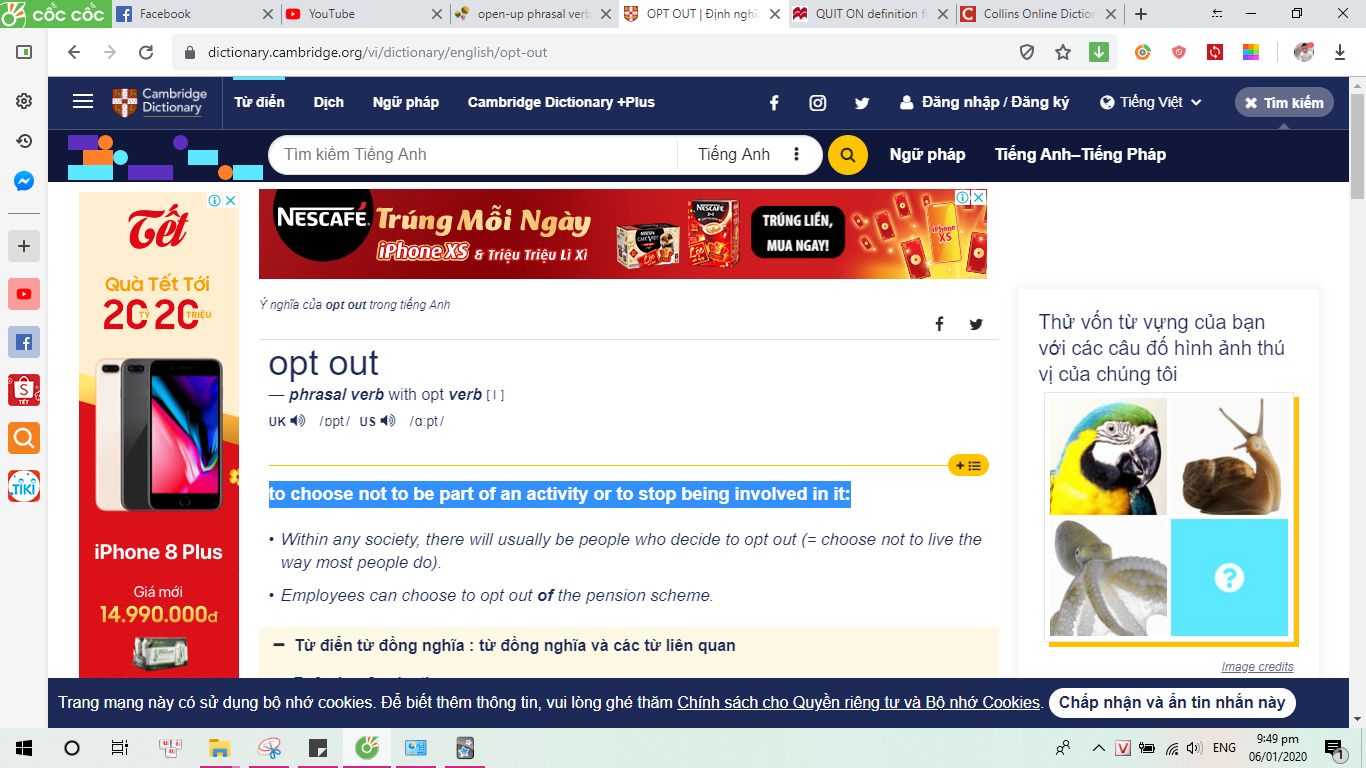 cốc cốc
Facebook
YouTube
open-up phrasal verb
OPT OUT | Định nghĩ
QUIT ON definition f
Collins Online Diction
dictionary.cambridge.org/vi/dictionary/english/opt-out
Cambridge
Dictionary
Từ điển
Dịch
Ngữ pháp
Cambridge Dictionary +Plus
Đăng nhập / Đăng ký
Tiếng Việt
Tìm kiếm
Tìm kiếm Tiếng Anh
Tiếng Anh
Ngữ pháp
Tiếng Anh–Tiếng Pháp
Tết
Quà Tết Tới
20 TỶ 20 TRIỆU
iPhone 8 Plus
Giá mới
14.990.000đ
NESCAFÉ
Trúng Mỗi Ngày
iPhone XS & Triệu Triệu Lì Xì
NESCAFÉ
NESCAFÉ
TRÚNG LIỀN,
MUA NGAY!
iPhone
XS
Ý nghĩa của opt out trong tiếng Anh
opt out
— phrasal verb with opt verb [ I ]
UK /ɒpt/ US /ɑːpt/
to choose not to be part of an activity or to stop being involved in it:
• Within any society, there will usually be people who decide to opt out (= choose not to live the
way most people do).
• Employees can choose to opt out of the pension scheme.
Từ điển từ đồng nghĩa : từ đồng nghĩa và các từ liên quan
Thử vốn từ vựng của bạn
với các câu đố hình ảnh thú
vị của chúng tôi
?
Image credits
TẾT
TIKI
Trang mạng này có sử dụng bộ nhớ cookies. Để biết thêm thông tin, vui lòng ghé thăm Chính sách cho Quyền riêng tư và Bộ nhớ Cookies.
Chấp nhận và ẩn tin nhắn này
ENG
9:49 pm
06/01/2020
1